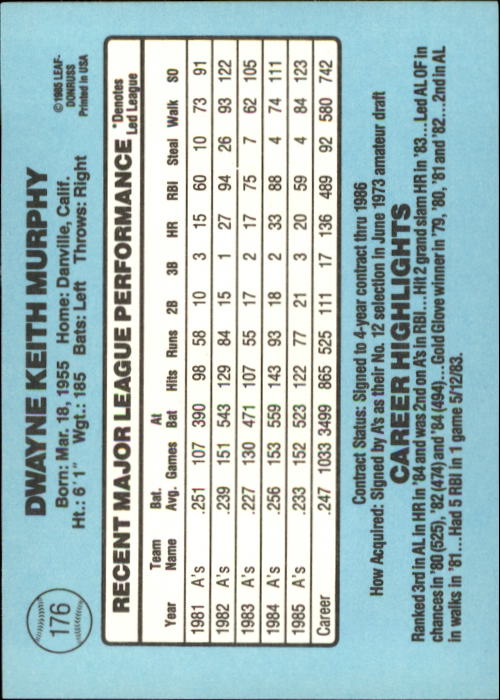 176
DWAYNE KEITH MURPHY
Born: Mar. 18, 1955 Home: Danville, Calif.
Ht.: 6'1" Wgt.: 185 Bats: Left Throws: Right
©1985 LEAF-
DONRUSS
Printed in USA
RECENT MAJOR LEAGUE PERFORMANCE *Denotes
Led League
Year Team Name Bat. Avg. Games At Bat Hits Runs 2B 3B HR RBI Steal Walk SO
1981 A's .251 107 390 98 58 10 3 15 60 10 73 91
1982 A's .239 151 543 129 84 15 1 27 94 26 93 122
1983 A's .227 130 471 107 55 17 2 17 75 7 62 105
1984 A's .256 153 559 143 93 18 2 33 88 4 74 111
1985 A's .233 152 523 122 77 21 3 20 59 4 84 123
Career .247 1033 3499 865 525 111 17 136 489 92 580 742
Contract Status: Signed to 4-year contract thru 1986
How Acquired: Signed by A's as their No. 12 selection in June 1973 amateur draft
CAREER HIGHLIGHTS
Ranked 3rd in AL in HR in '84 and was 2nd on A's in RBI...Hit 2 grand slam HR in '83...Led AL OF in
chances in '80 (525), '82 (474) and '84 (494)...Gold Glove winner in '79, '80, '81 and '82...2nd in AL
in walks in '81...Had 5 RBI in 1 game 5/12/83.